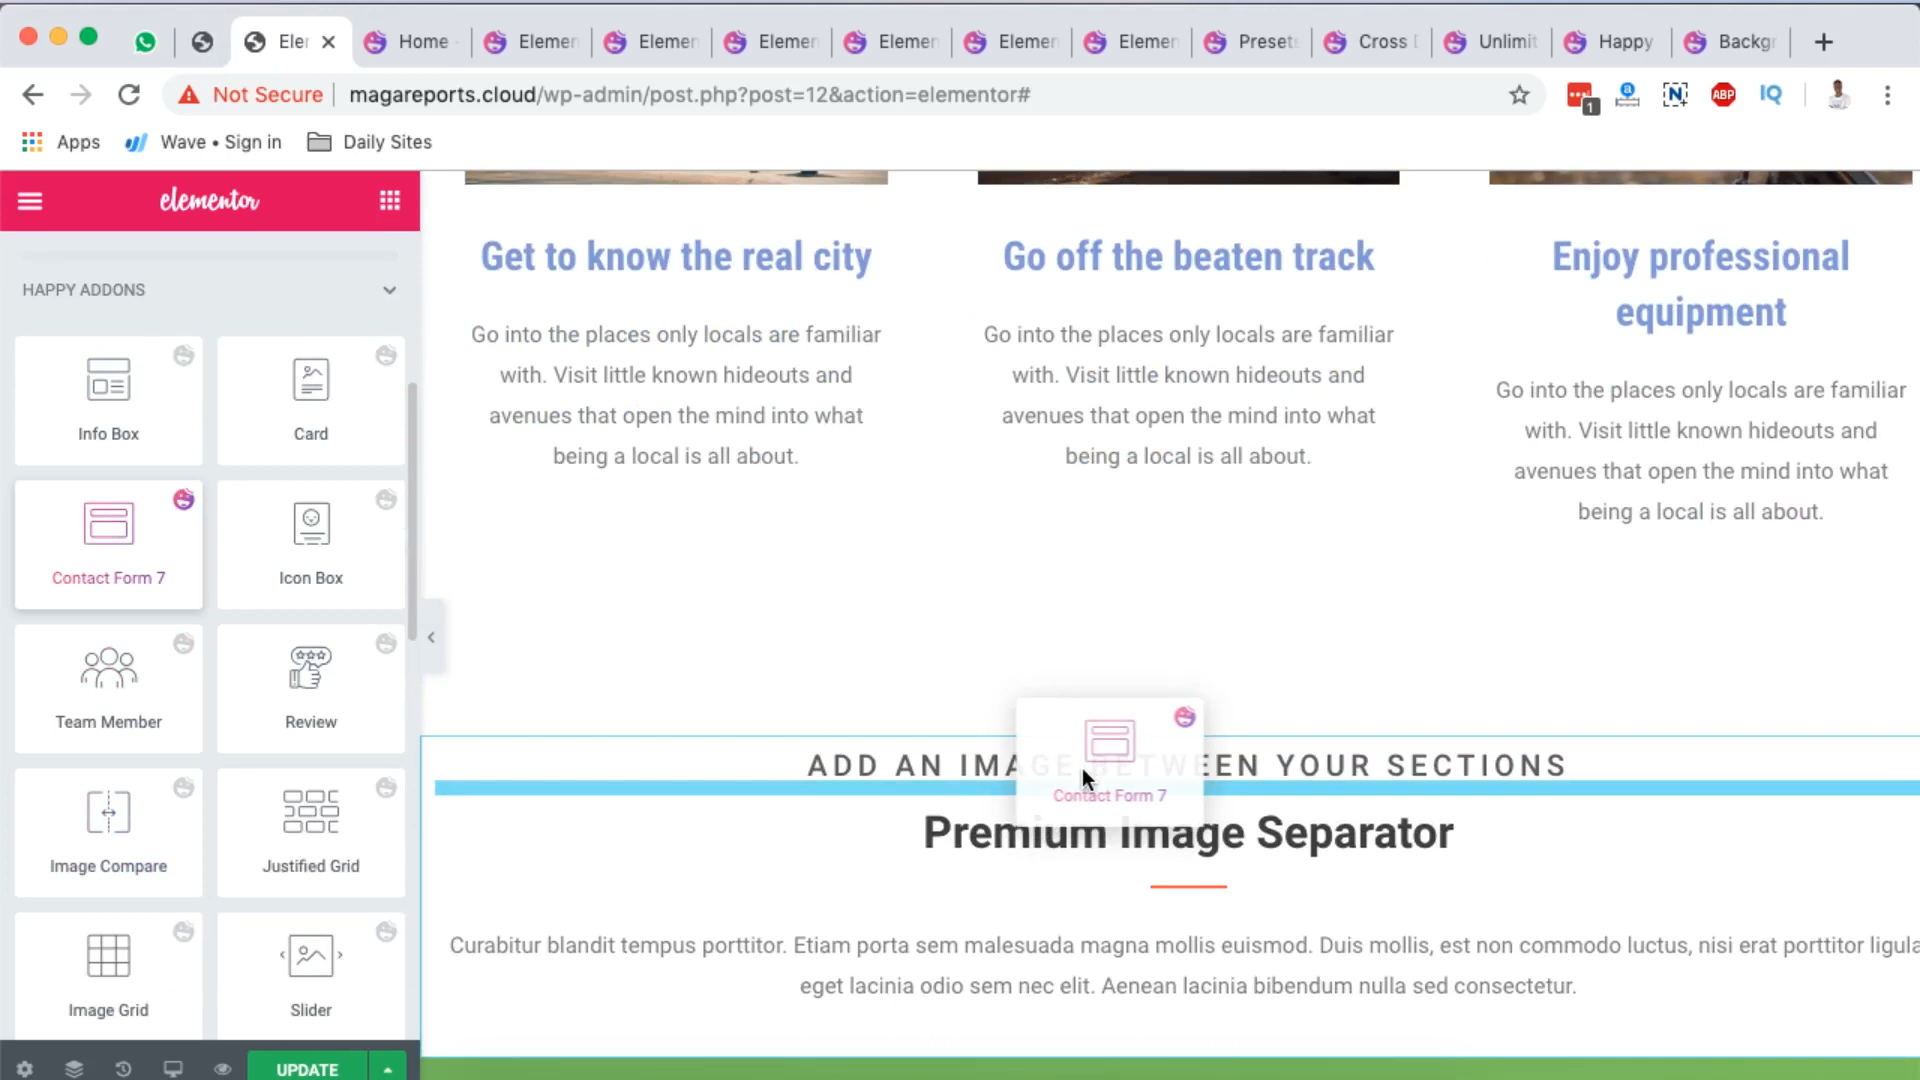 Eler
Home
Elemen
Elemen
Elemen
Elemen
Elemen
Elemen
Preset
Cross D
Unlimit
Happy
Backgr
Not Secure
magareports.cloud/wp-admin/post.php?post=12&action=elementor#
1
ABP
IQ
Apps
Wave • Sign in
Daily Sites
elementor
HAPPY ADDONS
Info Box
Card
Contact Form 7
Icon Box
Team Member
Review
Image Compare
Justified Grid
Image Grid
Slider
UPDATE
Get to know the real city
Go into the places only locals are familiar
with. Visit little known hideouts and
avenues that open the mind into what
being a local is all about.
Go off the beaten track
Go into the places only locals are familiar
with. Visit little known hideouts and
avenues that open the mind into what
being a local is all about.
Enjoy professional
equipment
Go into the places only locals are familiar
with. Visit little known hideouts and
avenues that open the mind into what
being a local is all about.
ADD AN IMAGE BETWEEN YOUR SECTIONS
Contact Form 7
Premium Image Separator
Curabitur blandit tempus porttitor. Etiam porta sem malesuada magna mollis euismod. Duis mollis, est non commodo luctus, nisi erat porttitor ligula
eget lacinia odio sem nec elit. Aenean lacinia bibendum nulla sed consectetur.